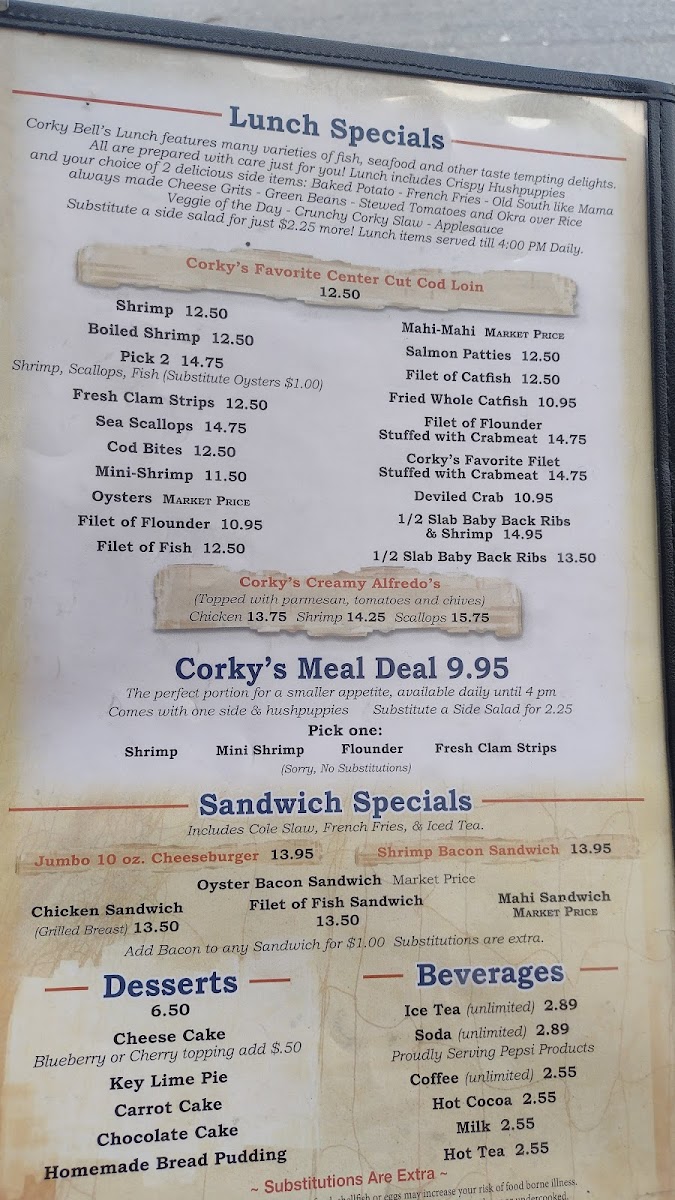 Lunch Specials
Corky Bell's Lunch features many varieties of fish, seafood and other taste tempting delights.
All are prepared with care just for you! Lunch includes Crispy Hushpuppies
and your choice of 2 delicious side items: Baked Potato - French Fries - Old South like Mama
always made Cheese Grits - Green Beans - Stewed Tomatoes and Okra over Rice
Veggie of the Day - Crunchy Corky Slaw - Applesauce
Substitute a side salad for just $2.25 more! Lunch items served till 4:00 PM Daily.
Corky's Favorite Center Cut Cod Loin
12.50
Shrimp 12.50
Boiled Shrimp 12.50
Pick 2 14.75
Shrimp, Scallops, Fish (Substitute Oysters $1.00)
Fresh Clam Strips 12.50
Sea Scallops 14.75
Cod Bites 12.50
Mini-Shrimp 11.50
Oysters MARKET PRICE
Filet of Flounder 10.95
Filet of Fish 12.50
Mahi-Mahi MARKET PRICE
Salmon Patties 12.50
Filet of Catfish 12.50
Fried Whole Catfish 10.95
Filet of Flounder
Stuffed with Crabmeat 14.75
Corky's Favorite Filet
Stuffed with Crabmeat 14.75
Deviled Crab 10.95
1/2 Slab Baby Back Ribs
& Shrimp 14.95
1/2 Slab Baby Back Ribs 13.50
Corky's Creamy Alfredo's
(Topped with parmesan, tomatoes and chives)
Chicken 13.75 Shrimp 14.25 Scallops 15.75
Corky's Meal Deal 9.95
The perfect portion for a smaller appetite, available daily until 4 pm
Comes with one side & hushpuppies Substitute a Side Salad for 2.25
Pick one:
Shrimp Mini Shrimp Flounder Fresh Clam Strips
(Sorry, No Substitutions)
Sandwich Specials
Includes Cole Slaw, French Fries, & Iced Tea.
Jumbo 10 oz. Cheeseburger 13.95
Shrimp Bacon Sandwich 13.95
Oyster Bacon Sandwich Market Price
Chicken Sandwich
(Grilled Breast) 13.50
Filet of Fish Sandwich
13.50
Mahi Sandwich
MARKET PRICE
Add Bacon to any Sandwich for $1.00 Substitutions are extra.
Desserts
6.50
Cheese Cake
Blueberry or Cherry topping add $.50
Key Lime Pie
Carrot Cake
Chocolate Cake
Homemade Bread Pudding
Beverages
Ice Tea (unlimited) 2.89
Soda (unlimited) 2.89
Proudly Serving Pepsi Products
Coffee (unlimited) 2.55
Hot Cocoa 2.55
Milk 2.55
Hot Tea 2.55
~ Substitutions Are Extra ~
shellfish or eggs may increase your risk of food borne illness.
undercooked.